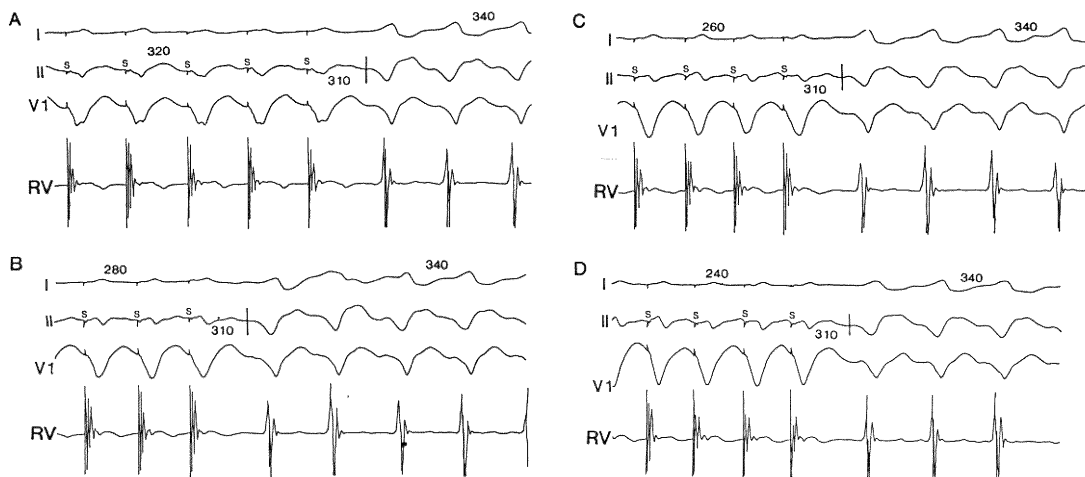 A
340
I
320
II S S S S S
310
V1
RV
B
280 340
I
II S S S
310
V1
RV
C
260 340
I
II S S S S
310
V1
RV
D
240
I 340
II S S S S
310
V1
RV